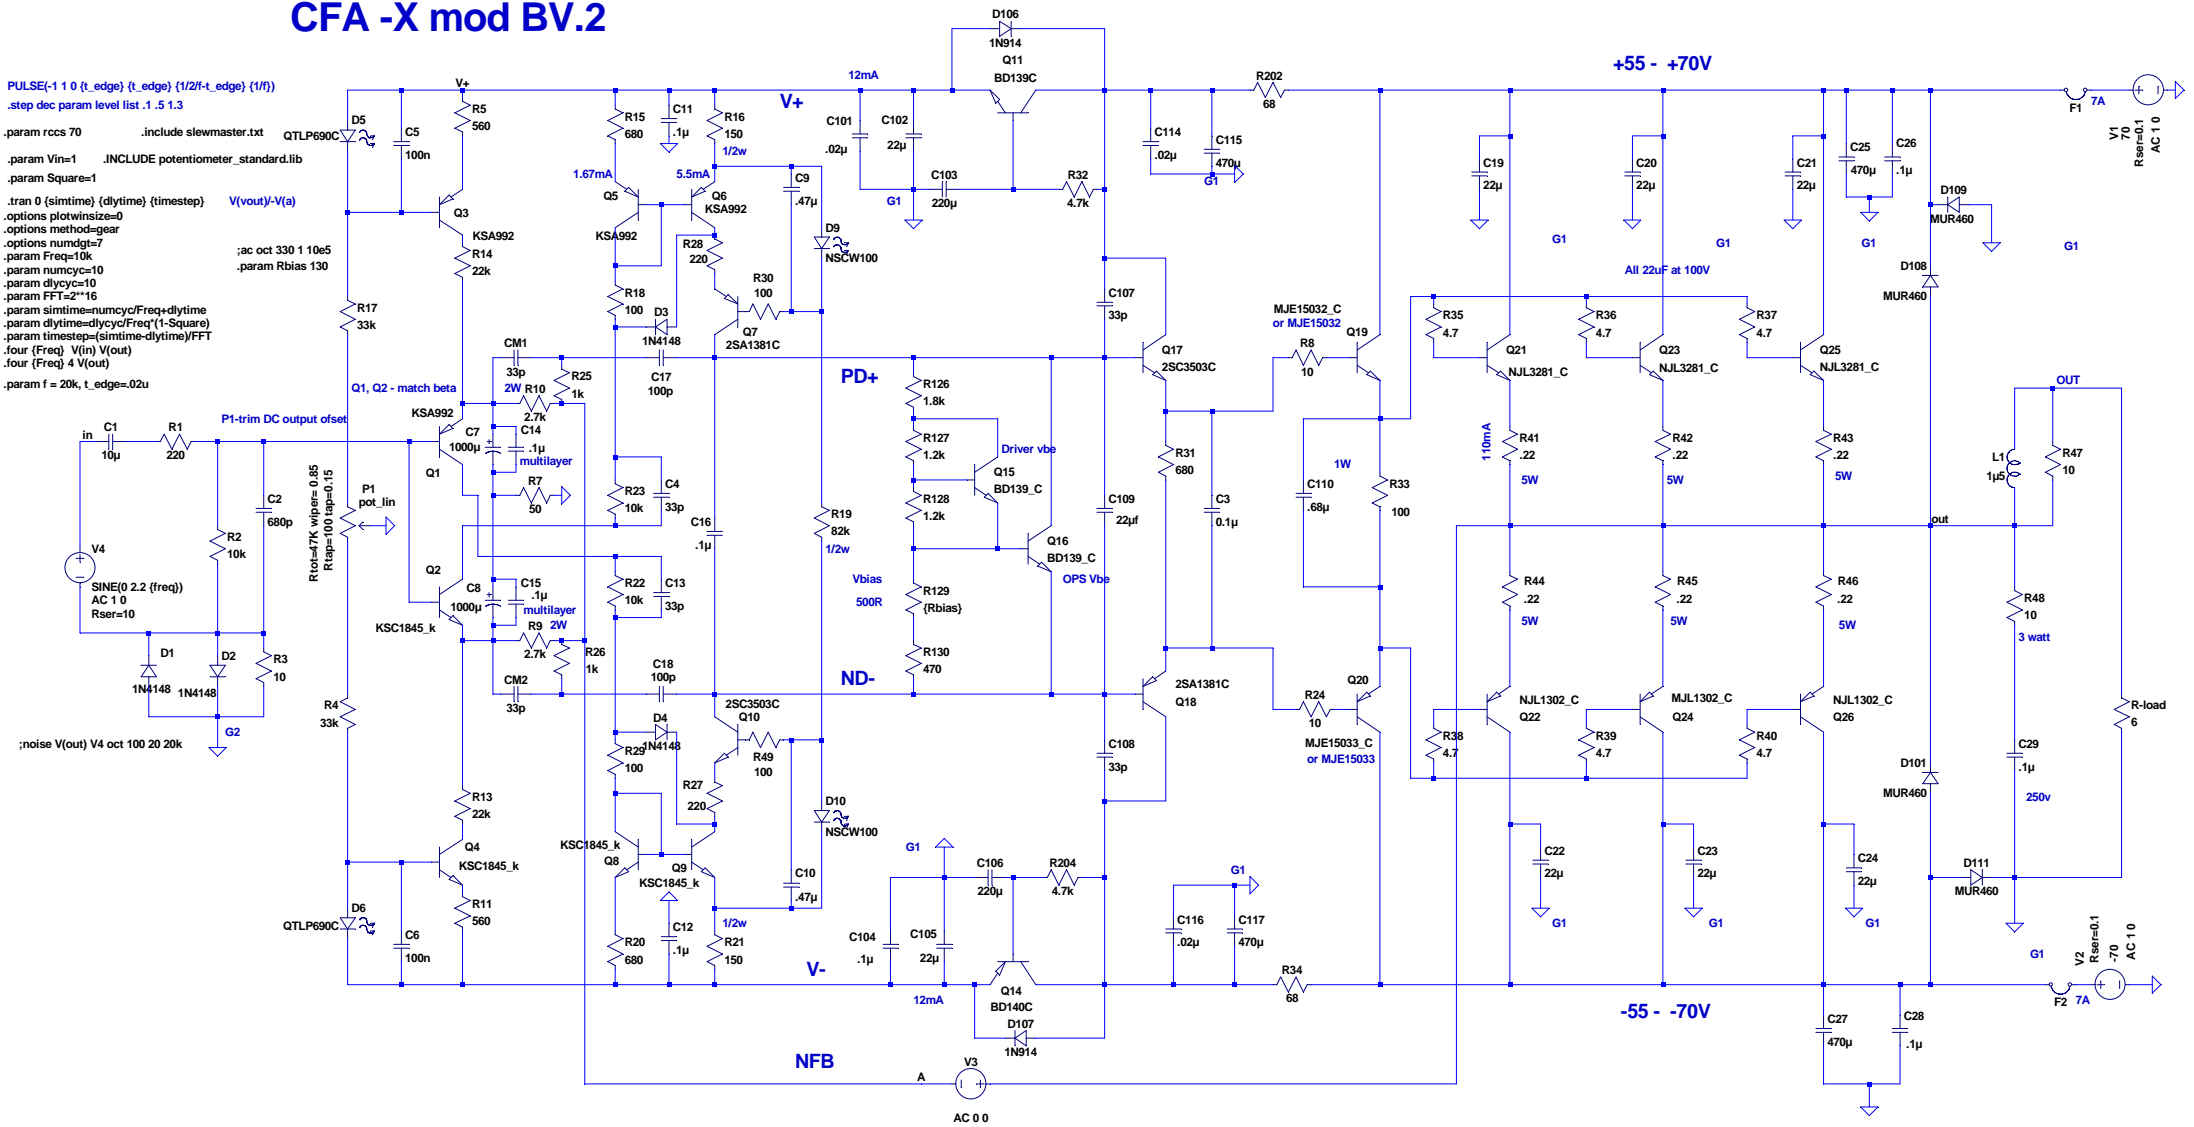 CFA -X mod BV.2
PULSE(-1 1 0 {t_edge} {t_edge} {1/2/f-t_edge} {1/f})
.step dec param level list .1 .5 1.3
.param rccs 70
.include slewmaster.txt
.param Vin=1
.INCLUDE potentiometer_standard.lib
.param Square=1
.tran 0 {simtime} {dlytime} {timestep}
V(vout)/-V(a)
.options plotwinsize=0
.options method=gear
.options numdgt=7
.param Freq=10k
.param numcyc=10
.param dlycyc=10
.param FFT=2**16
.param simtime=numcyc/Freq+dlytime
.param dlytime=dlycyc/Freq*(1-Square)
.param timestep=(simtime-dlytime)/FFT
.four {Freq} V(in) V(out)
.four {Freq} 4 V(out)
.param f = 20k, t_edge=.02u
;ac oct 330 1 10e5
.param Rbias 130
P1-trim DC output ofset
Q1, Q2 - match beta
;noise V(out) V4 oct 100 20 20k
in
C1
10µ
R1
220
C2
680p
R2
10k
V4
SINE(0 2.2 {freq})
AC 1 0
Rser=10
D1
1N4148
D2
1N4148
R3
10
G2
D5
QTLP690C
C5
100n
V+
R5
560
Q3
KSA992
R14
22k
R17
33k
KSA992
Q1
P1
pot_lin
Rtot=47K wiper= 0.85
Rtap=100 tap=0.15
Q2
KSC1845_k
R4
33k
R13
22k
Q4
KSC1845_k
R11
560
D6
QTLP690C
C6
100n
CM1
33p
2W
R10
2.7k
R25
1k
C7
1000µ
C14
.1µ
multilayer
R7
50
C8
1000µ
C15
.1µ
multilayer
2W
R9
2.7k
R26
1k
CM2
33p
R15
680
C11
.1µ
R16
150
1/2w
1.67mA
5.5mA
Q5
KSA992
Q6
KSA992
C9
.47µ
D9
NSCW100
R28
220
R30
100
R18
100
D3
1N4148
Q7
2SA1381C
C17
100p
R23
10k
C4
33p
C16
.1µ
R19
82k
1/2w
R22
10k
C13
33p
C18
100p
2SC3503C
Q10
D4
1N4148
R29
100
R49
100
R27
220
D10
NSCW100
KSC1845_k
Q8
Q9
KSC1845_k
C10
.47µ
C12
.1µ
1/2w
R20
680
R21
150
V+
V-
12mA
C101
.02µ
C102
22µ
G1
C103
220µ
R32
4.7k
D106
1N914
Q11
BD139C
C114
.02µ
C115
470µ
G1
R202
68
PD+
ND-
R126
1.8k
R127
1.2k
R128
1.2k
Driver vbe
Q15
BD139_C
Q16
BD139_C
OPS Vbe
Vbias
500R
R129
{Rbias}
R130
470
C107
33p
C109
22µf
C108
33p
Q17
2SC3503C
R31
680
C3
0.1µ
2SA1381C
Q18
G1
C104
.1µ
C105
22µ
12mA
C106
220µ
R204
4.7k
Q14
BD140C
D107
1N914
C116
.02µ
C117
470µ
G1
R34
68
NFB
A
V3
AC 0 0
MJE15032_C
or MJE15032
R8
10
Q19
1W
C110
.68µ
R33
100
R24
10
Q20
MJE15033_C
or MJE15033
+55 - +70V
-55 - -70V
C19
22µ
C20
22µ
C21
22µ
C25
470µ
C26
.1µ
G1
G1
G1
G1
All 22uF at 100V
R35
4.7
R36
4.7
R37
4.7
Q21
NJL3281_C
Q23
NJL3281_C
Q25
NJL3281_C
110mA
R41
.22
5W
R42
.22
5W
R43
.22
5W
R44
.22
5W
R45
.22
5W
R46
.22
5W
NJL1302_C
Q22
MJL1302_C
Q24
NJL1302_C
Q26
R38
4.7
R39
4.7
R40
4.7
C22
22µ
G1
C23
22µ
G1
C24
22µ
G1
C27
470µ
C28
.1µ
D109
MUR460
D108
MUR460
D101
MUR460
D111
MUR460
F1
7A
V1
70
Rser=0.1
AC 1 0
OUT
L1
1µ5
R47
10
out
R48
10
3 watt
C29
.1µ
250v
R-load
6
G1
F2
7A
V2
Rser=0.1
-70
AC 1 0